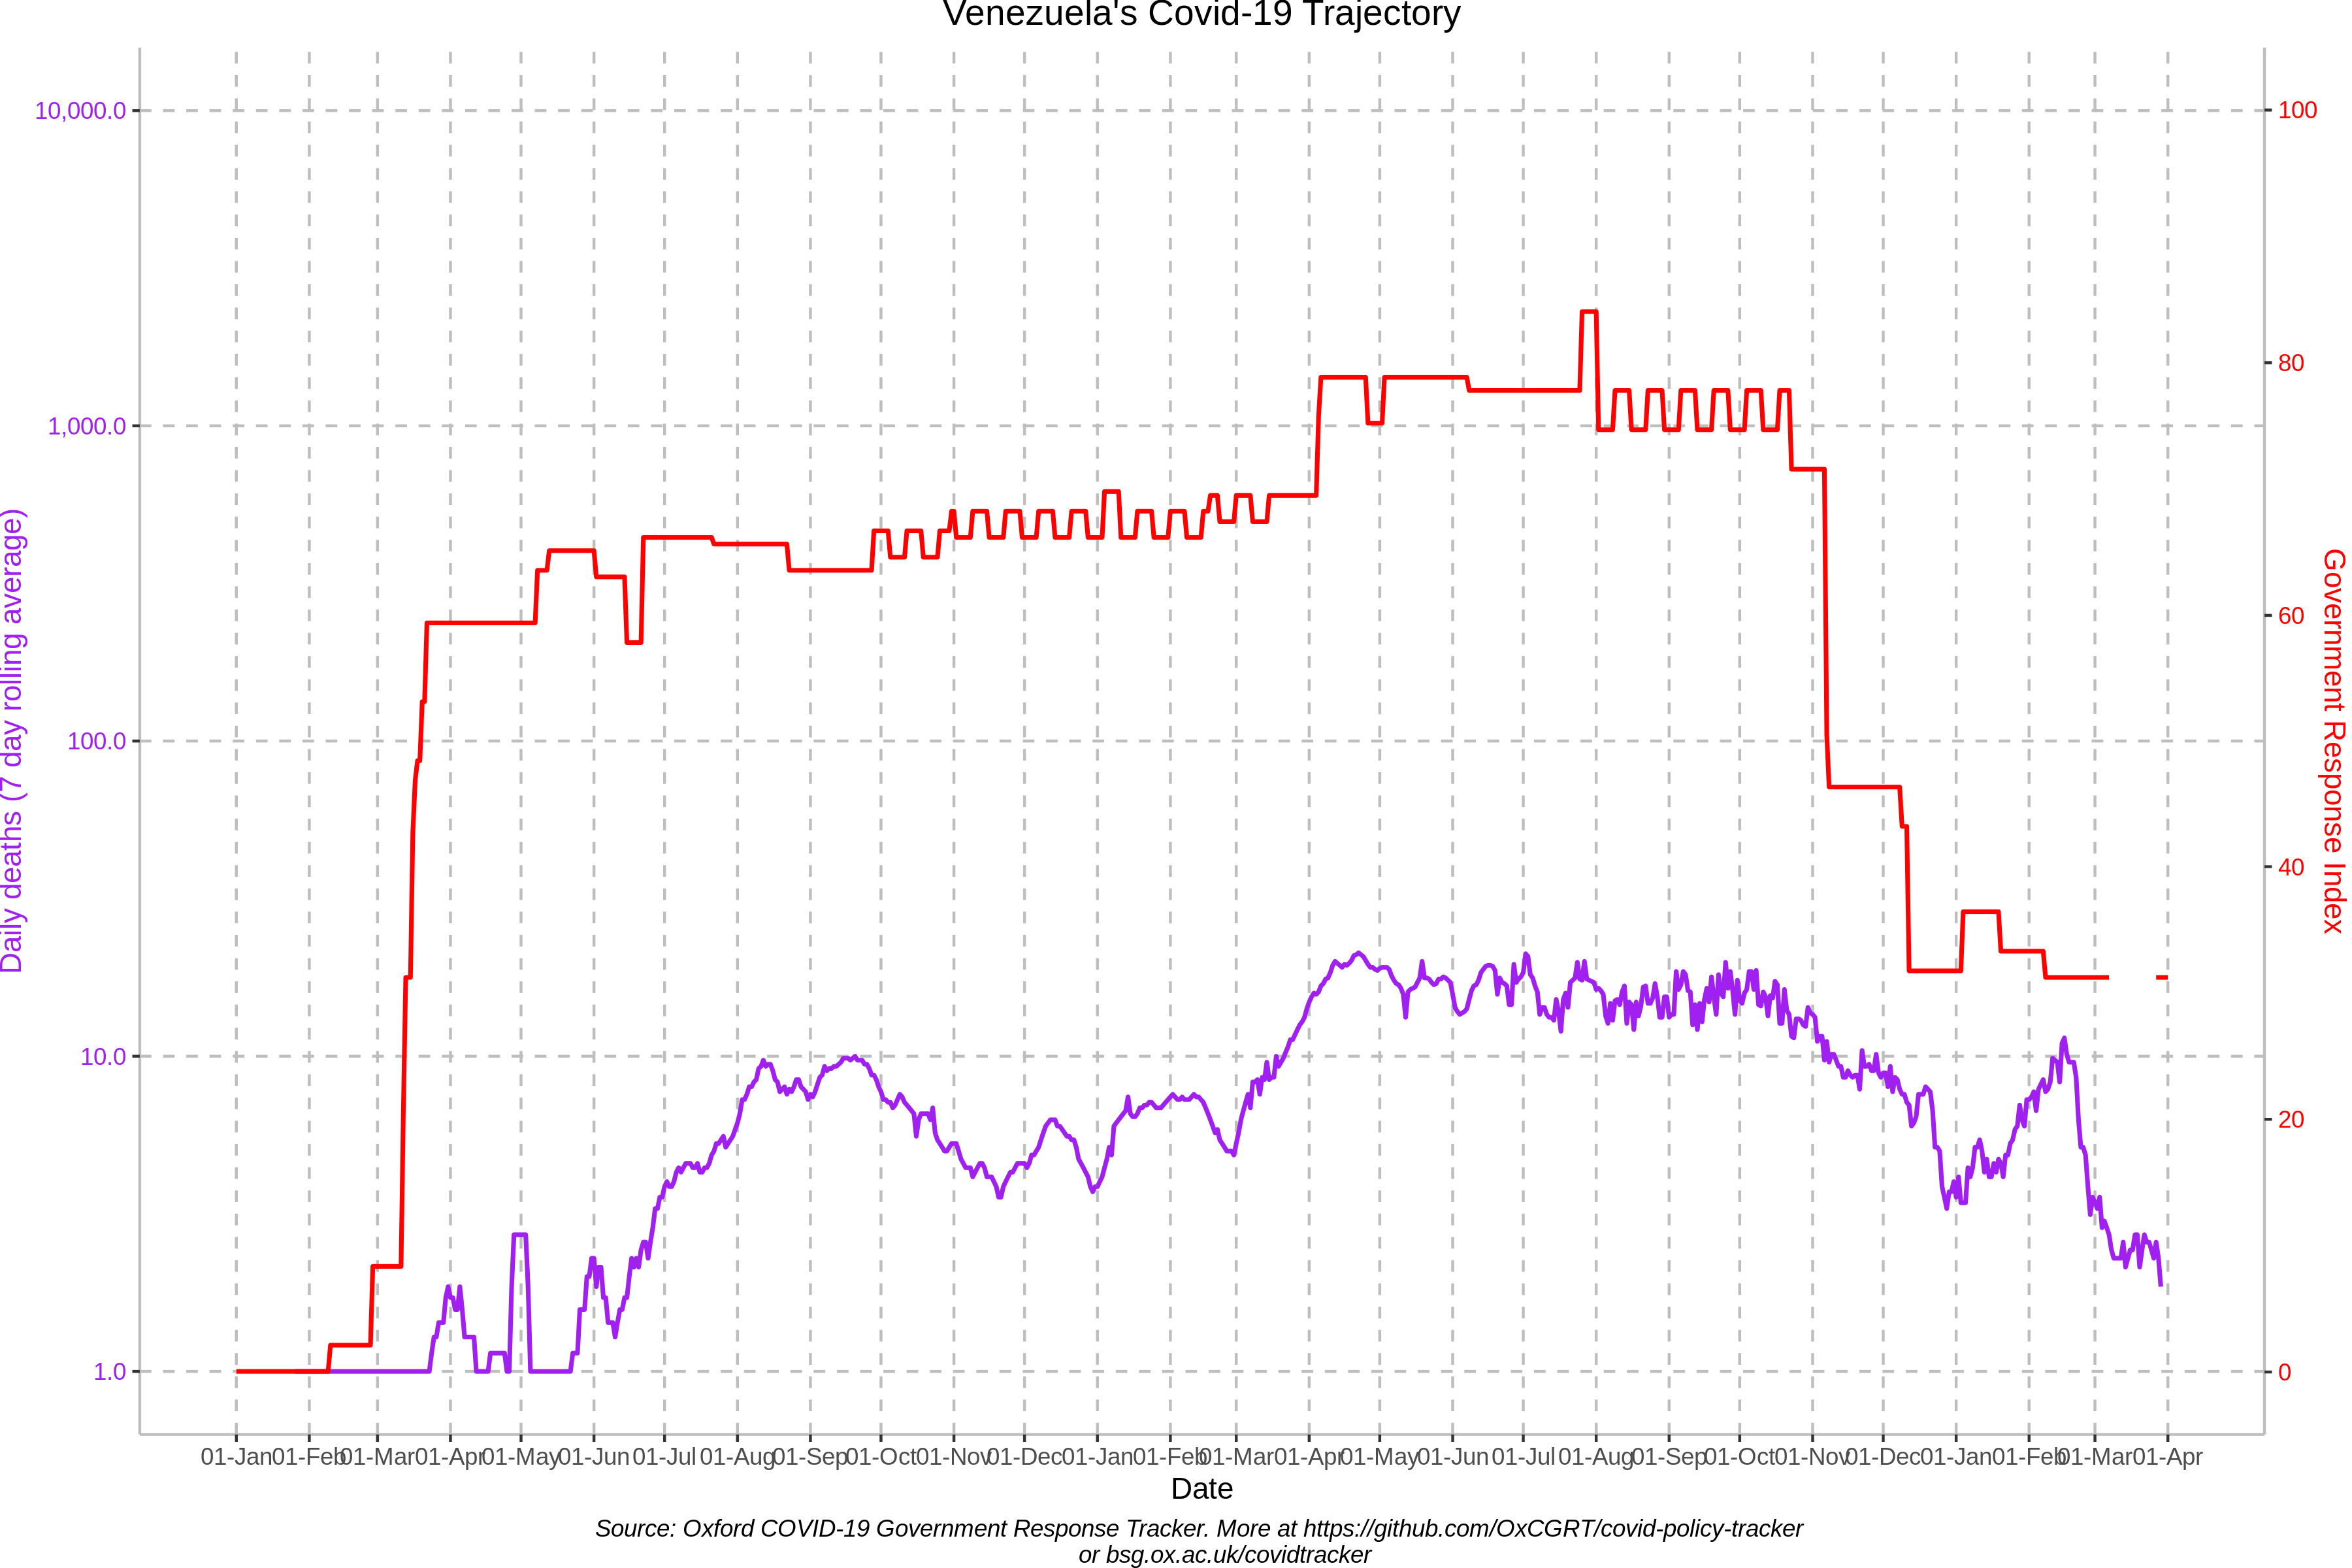 Venezuela's Covid-19 Trajectory
Daily deaths (7 day rolling average)
10,000.0
1,000.0
100.0
10.0
1.0
100
80
60
40
20
0
Government Response Index
01-Jan 01-Feb 01-Mar 01-Apr 01-May 01-Jun 01-Jul 01-Aug 01-Sep 01-Oct 01-Nov 01-Dec 01-Jan 01-Feb 01-Mar 01-Apr 01-May 01-Jun 01-Jul 01-Aug 01-Sep 01-Oct 01-Nov 01-Dec 01-Jan 01-Feb 01-Mar 01-Apr
Date
Source: Oxford COVID-19 Government Response Tracker. More at https://github.com/OxCGRT/covid-policy-tracker
or bsg.ox.ac.uk/covidtracker